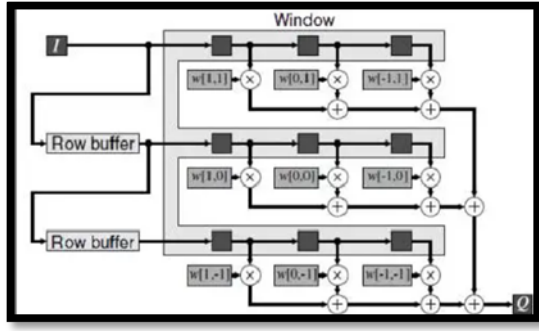 Window
I
w[1,1] × w[0,1] × w[-1,1] ×
+ +
Row buffer
w[1,0] × w[0,0] × w[-1,0] ×
+ + +
Row buffer
w[1,-1] × w[0,-1] × w[-1,-1] ×
+ + + Q